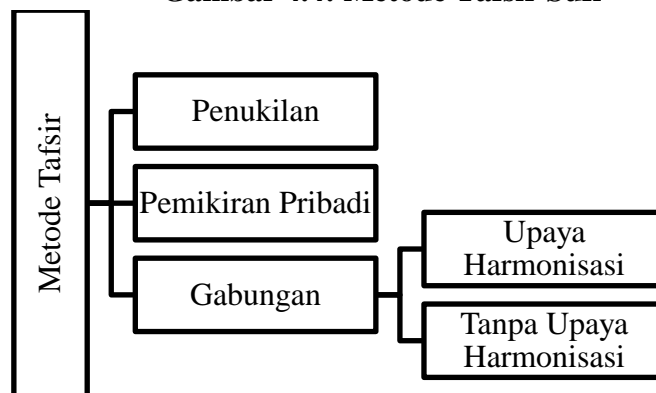 Metode Tafsir
Penukilan
Pemikiran Pribadi
Gabungan
Upaya
Harmonisasi
Tanpa Upaya
Harmonisasi